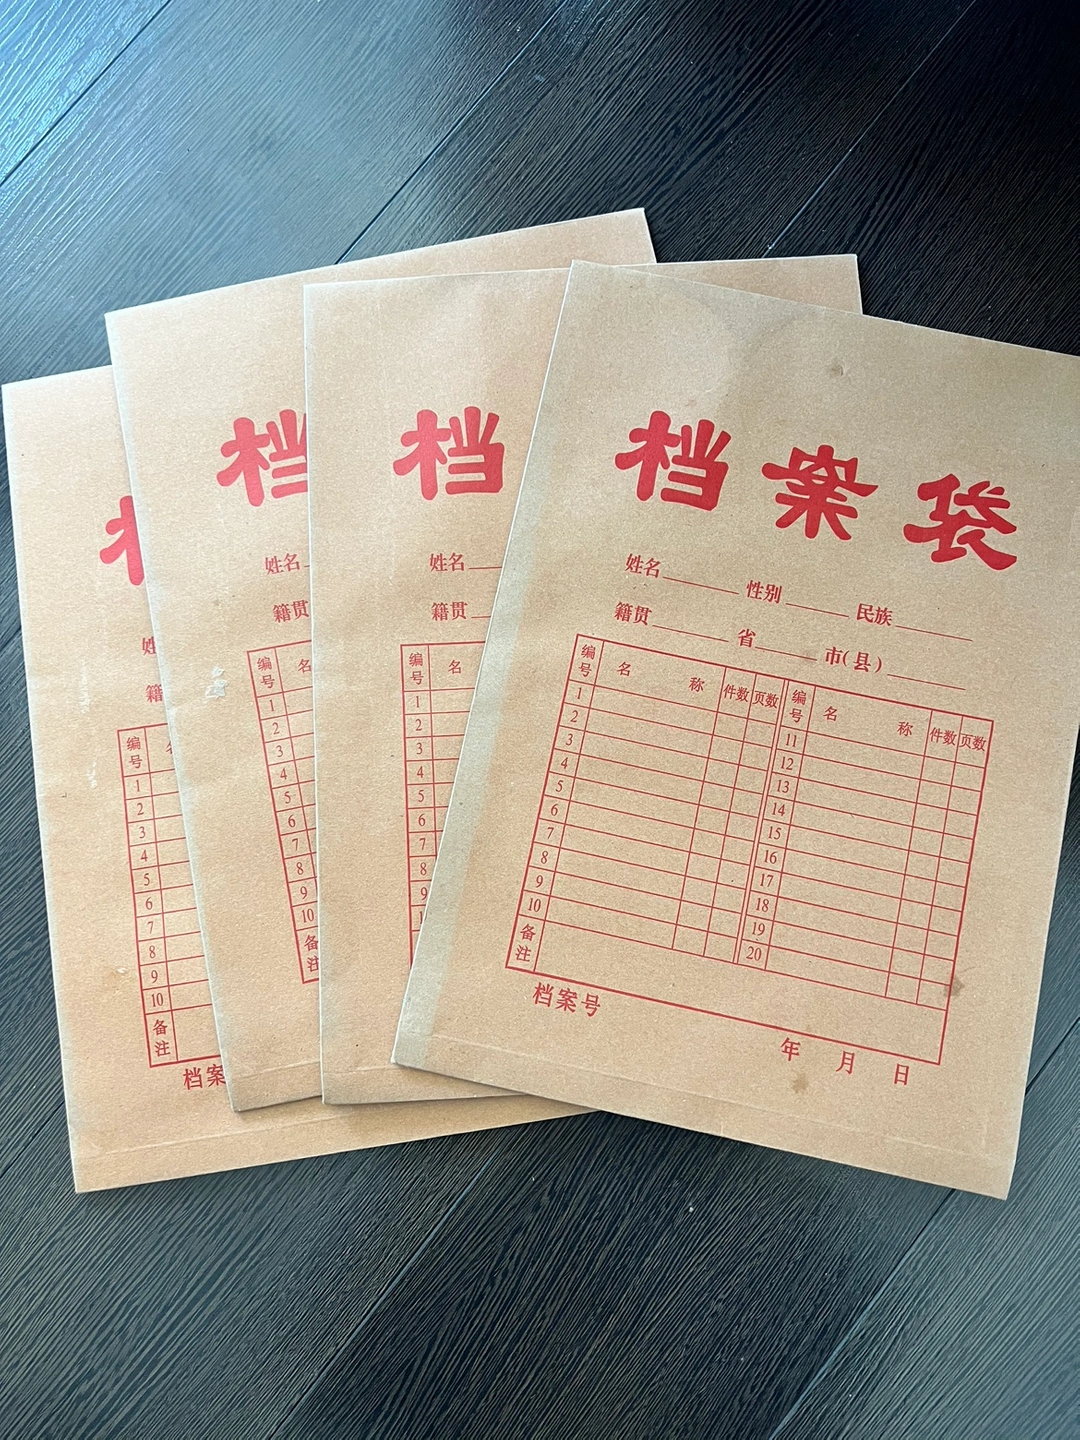 档案袋
姓名 性别 民族
籍贯 省 市(县)
编号 名称 件数 页数 编号 名称 件数 页数
1 11
2 12
3 13
4 14
5 15
6 16
7 17
8 18
9 19
10 20
备注
档案号
年 月 日
档
姓名
籍贯
编号 名
1
2
3
4
5
6
7
8
9
1
档
姓名
籍贯
编号 名
1
2
3
4
5
6
7
8
9
10
备注
姓
籍
编号
1
2
3
4
5
6
7
8
9
10
备注
档案